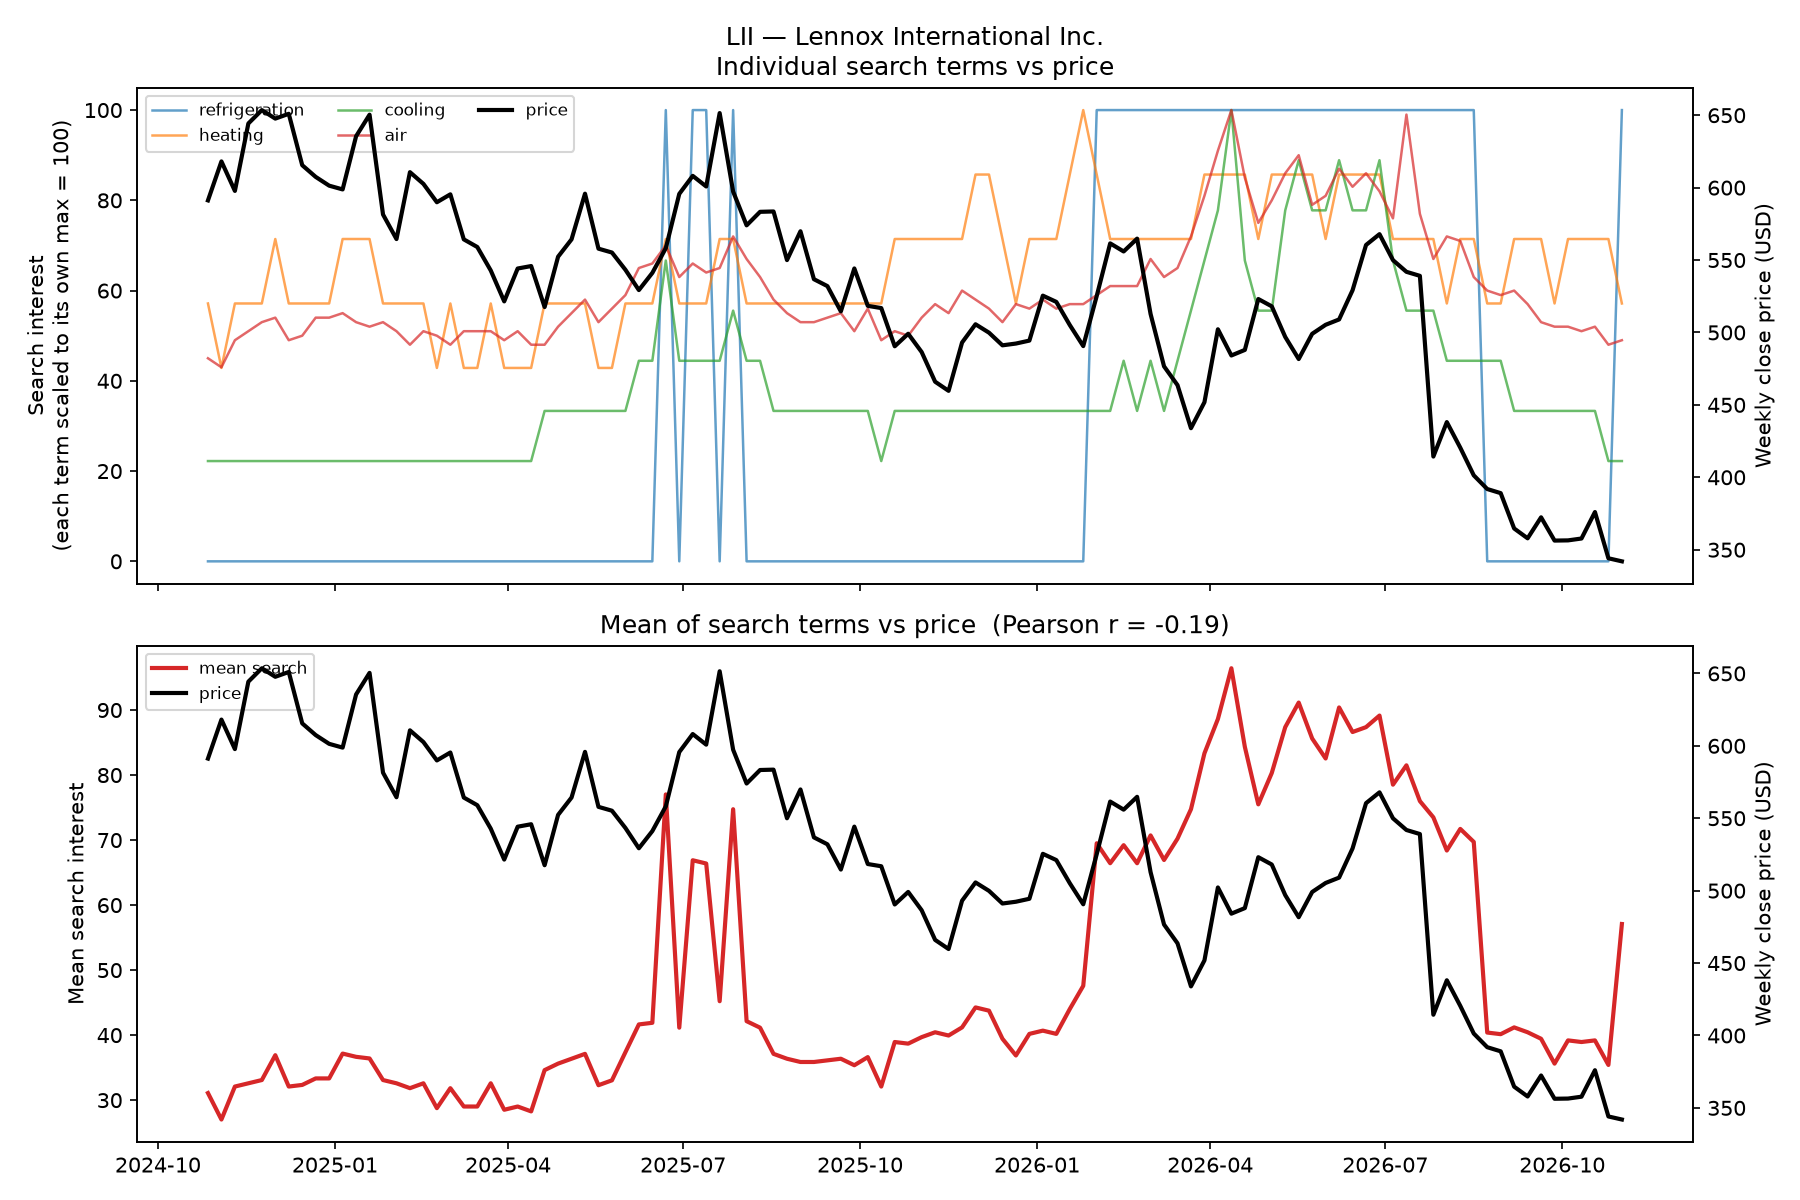 LII — Lennox International Inc.
Individual search terms vs price
refrigeration
heating
cooling
air
price
100
80
60
40
20
0
Search interest
(each term scaled to its own max = 100)
650
600
550
500
450
400
350
Weekly close price (USD)
Mean of search terms vs price  (Pearson r = -0.19)
mean search
price
90
80
70
60
50
40
30
Mean search interest
650
600
550
500
450
400
350
Weekly close price (USD)
2024-10
2025-01
2025-04
2025-07
2025-10
2026-01
2026-04
2026-07
2026-10